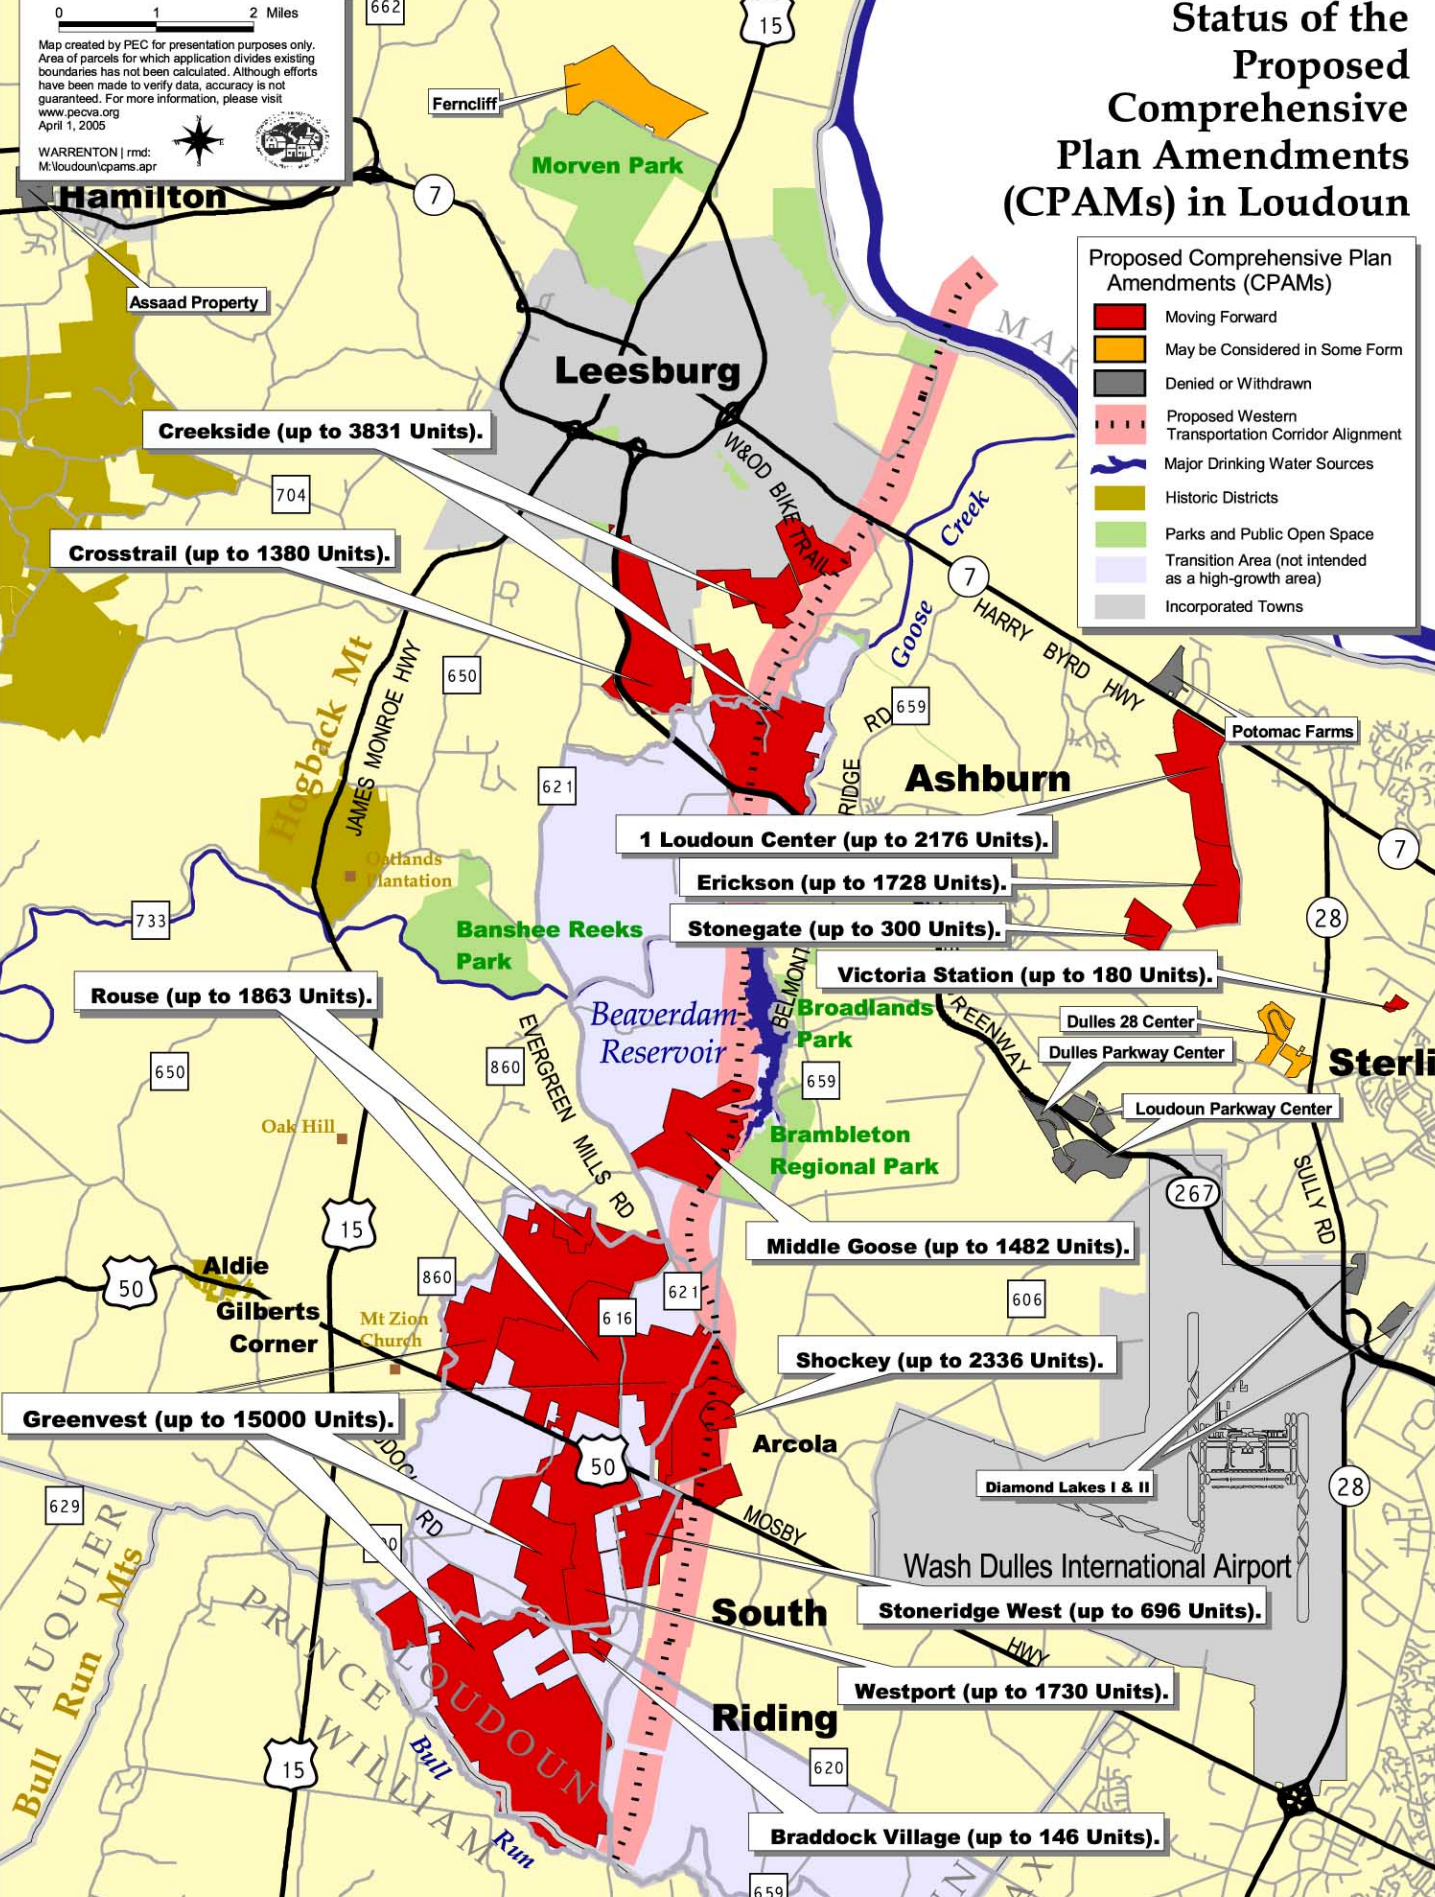 0 1 2 Miles
Map created by PEC for presentation purposes only.
Area of parcels for which application divides existing
boundaries has not been calculated. Although efforts
have been made to verify data, accuracy is not
guaranteed. For more information, please visit
www.pecva.org
April 1, 2005
WARRENTON | rmd:
M:\loudoun\cpams.apr
N
E
S
Status of the
Proposed
Comprehensive
Plan Amendments
(CPAMs) in Loudoun
Proposed Comprehensive Plan
Amendments (CPAMs)
Moving Forward
May be Considered in Some Form
Denied or Withdrawn
Proposed Western
Transportation Corridor Alignment
Major Drinking Water Sources
Historic Districts
Parks and Public Open Space
Transition Area (not intended
as a high-growth area)
Incorporated Towns
662
15
Ferncliff
Morven Park
Hamilton
7
Assaad Property
MAR
Leesburg
Creekside (up to 3831 Units).
W&OD BIKE TRAIL
704
Creek
Goose
Crosstrail (up to 1380 Units).
7
HARRY BYRD HWY
Hogback Mt
JAMES MONROE HWY
650
659
RD
RIDGE
Potomac Farms
621
Ashburn
1 Loudoun Center (up to 2176 Units).
7
Oatlands
Plantation
Erickson (up to 1728 Units).
733
28
Banshee Reeks
Park
Stonegate (up to 300 Units).
Victoria Station (up to 180 Units).
Rouse (up to 1863 Units).
BELMONT
Broadlands
Park
Beaverdam
Reservoir
REENWAY
Dulles 28 Center
Dulles Parkway Center
Sterli
650
860
EVERGREEN MILLS RD
659
Loudoun Parkway Center
Oak Hill
Brambleton
Regional Park
267
SULLY RD
15
Middle Goose (up to 1482 Units).
50
Aldie
860
621
606
Gilberts
Corner
Mt Zion
Church
616
Shockey (up to 2336 Units).
Greenvest (up to 15000 Units).
Arcola
50
Diamond Lakes I & II
28
629
DDOCK RD
MOSBY
HWY
Wash Dulles International Airport
FAUQUIER
Bull Run Mts
PRINCE WILLIAM
LOUDOUN
South
Riding
Stoneridge West (up to 696 Units).
Westport (up to 1730 Units).
Bull
Run
15
620
Braddock Village (up to 146 Units).
659